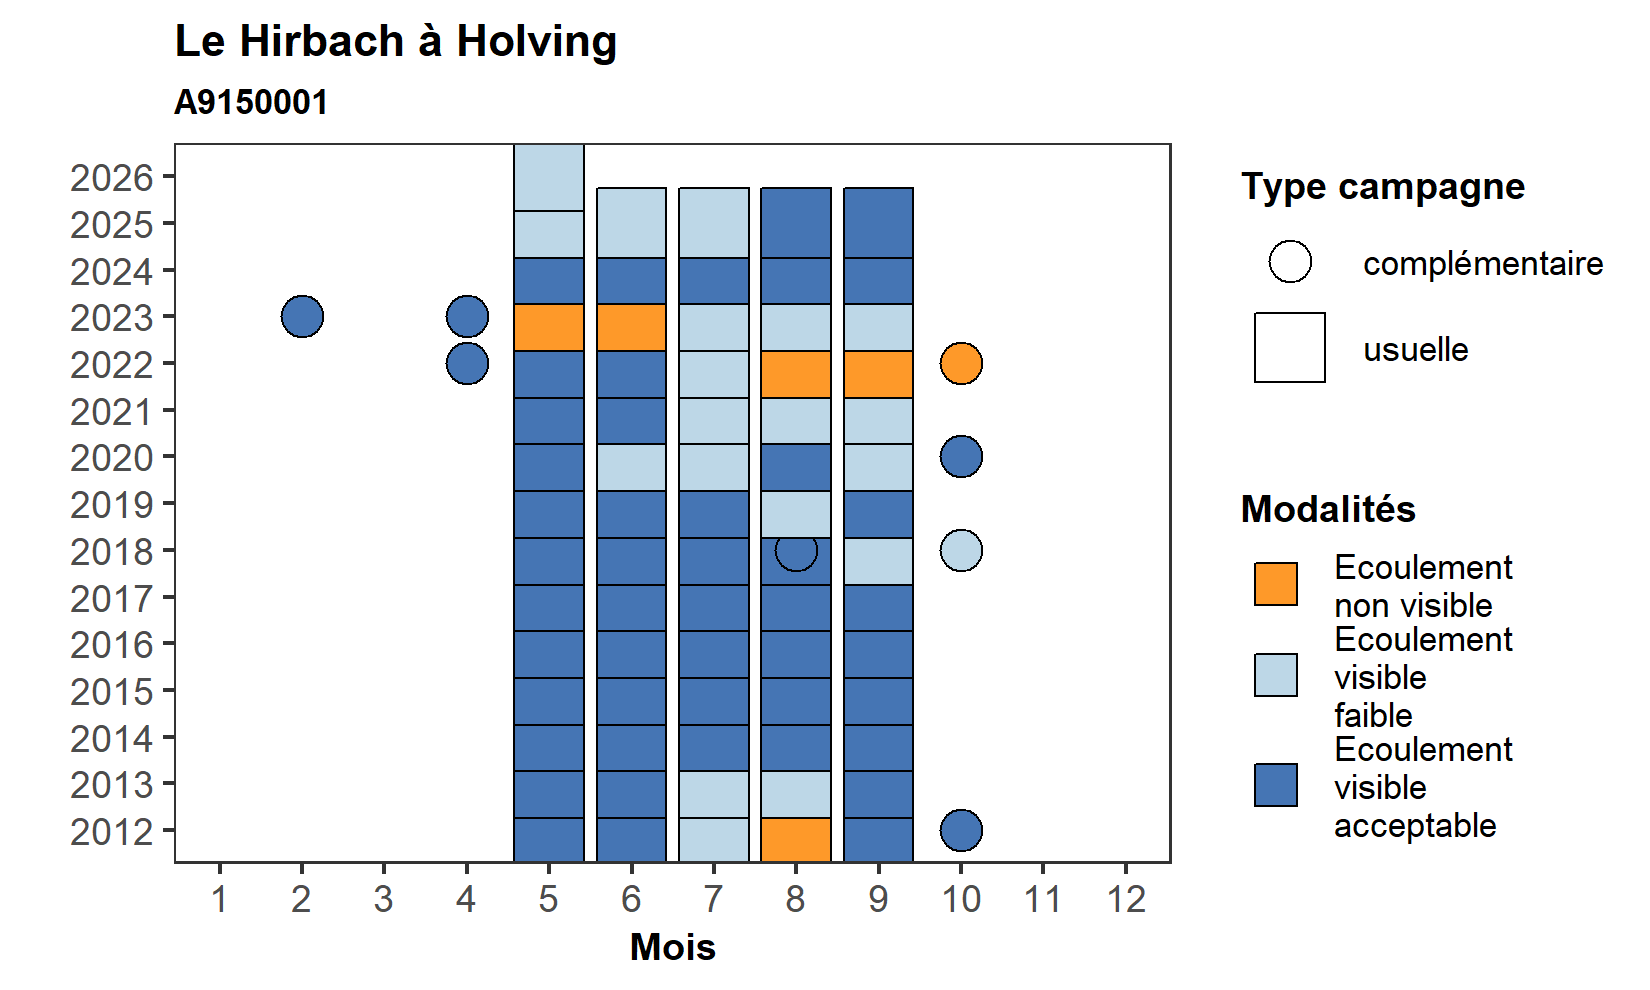 Le Hirbach à Holving
A9150001
2026
2025
2024
2023
2022
2021
2020
2019
2018
2017
2016
2015
2014
2013
2012
1 2 3 4 5 6 7 8 9 10 11 12
Mois
Type campagne
complémentaire
usuelle
Modalités
Ecoulement
non visible
Ecoulement
visible
faible
Ecoulement
visible
acceptable